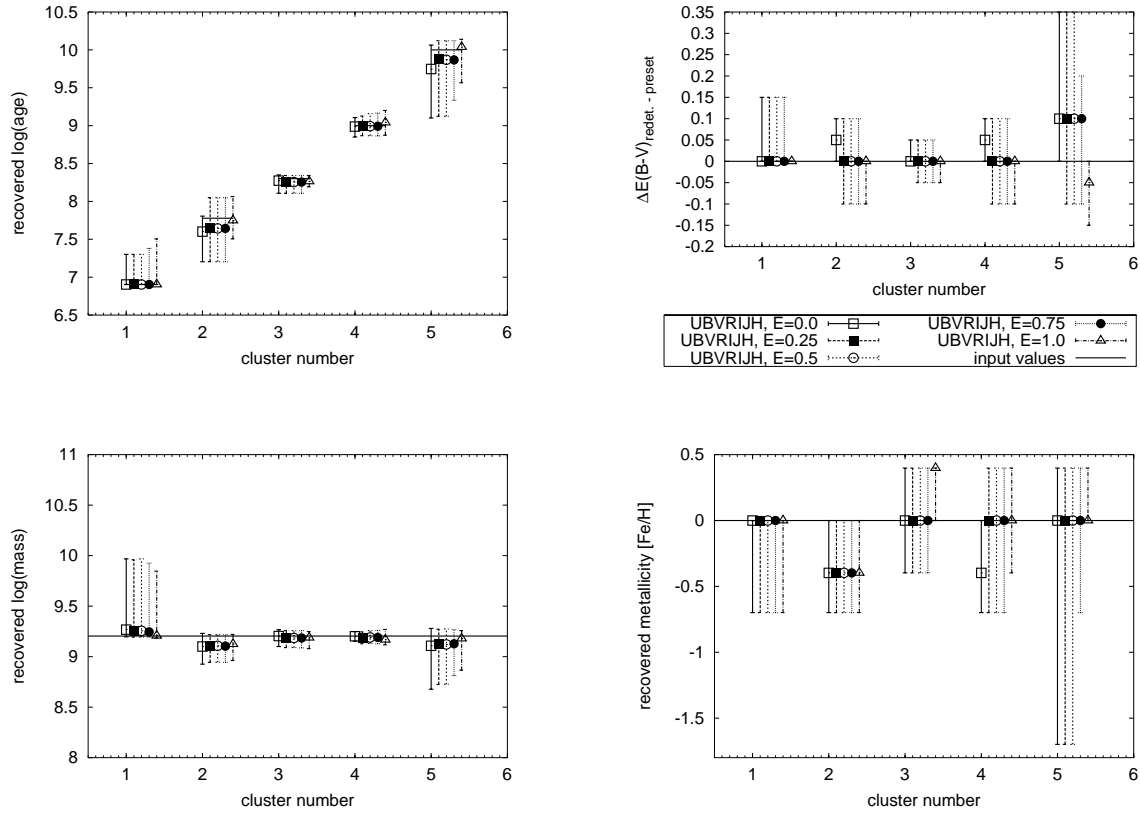 recovered log(age)
10
9.5
9
8.5
8
7.5
7
6.5
1 2 3 4 5 6
cluster number
ΔE(B-V)redet. - preset
0.35
0.3
0.25
0.2
0.15
0.1
0.05
0
-0.05
-0.1
-0.15
-0.2
1 2 3 4 5 6
cluster number
UBVRIJH, E=0.0 UBVRIJH, E=0.75
UBVRIJH, E=0.25 UBVRIJH, E=1.0
UBVRIJH, E=0.5 input values
recovered log(mass)
11
10.5
10
9.5
9
8.5
8
1 2 3 4 5 6
cluster number
recovered metallicity [Fe/H]
0.5
0
-0.5
-1
-1.5
1 2 3 4 5 6
cluster number